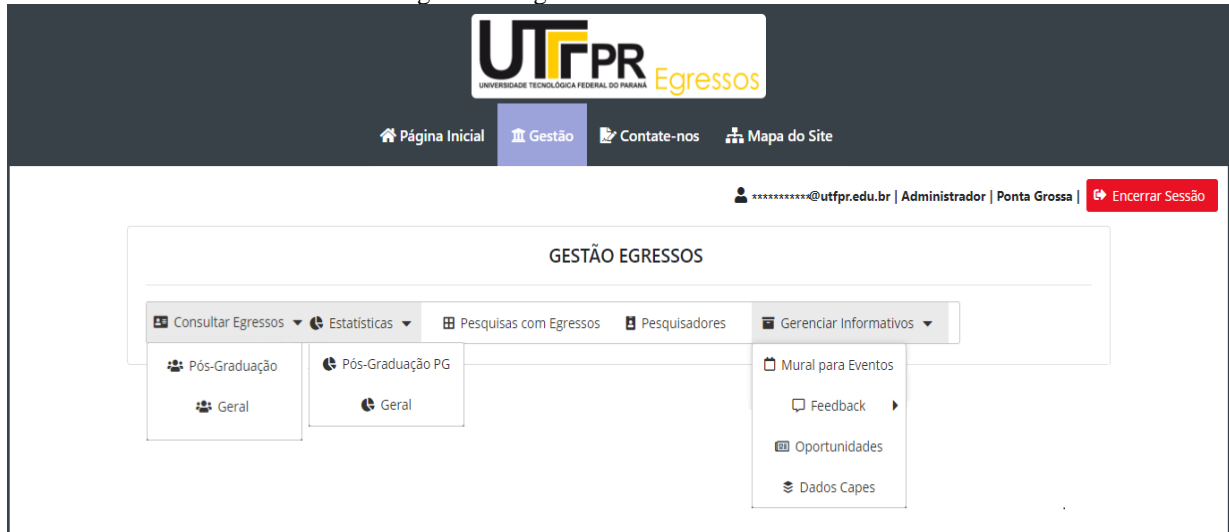 UTFPR
UNIVERSIDADE TECNOLÓGICA FEDERAL DO PARANÁ
Egressos
Página Inicial Gestão Contate-nos Mapa do Site
***********@utfpr.edu.br | Administrador | Ponta Grossa | Encerrar Sessão
GESTÃO EGRESSOS
Consultar Egressos Estatísticas Pesquisas com Egressos Pesquisadores Gerenciar Informativos
Pós-Graduação Pós-Graduação PG Mural para Eventos
Geral Geral Feedback
Oportunidades
Dados Capes